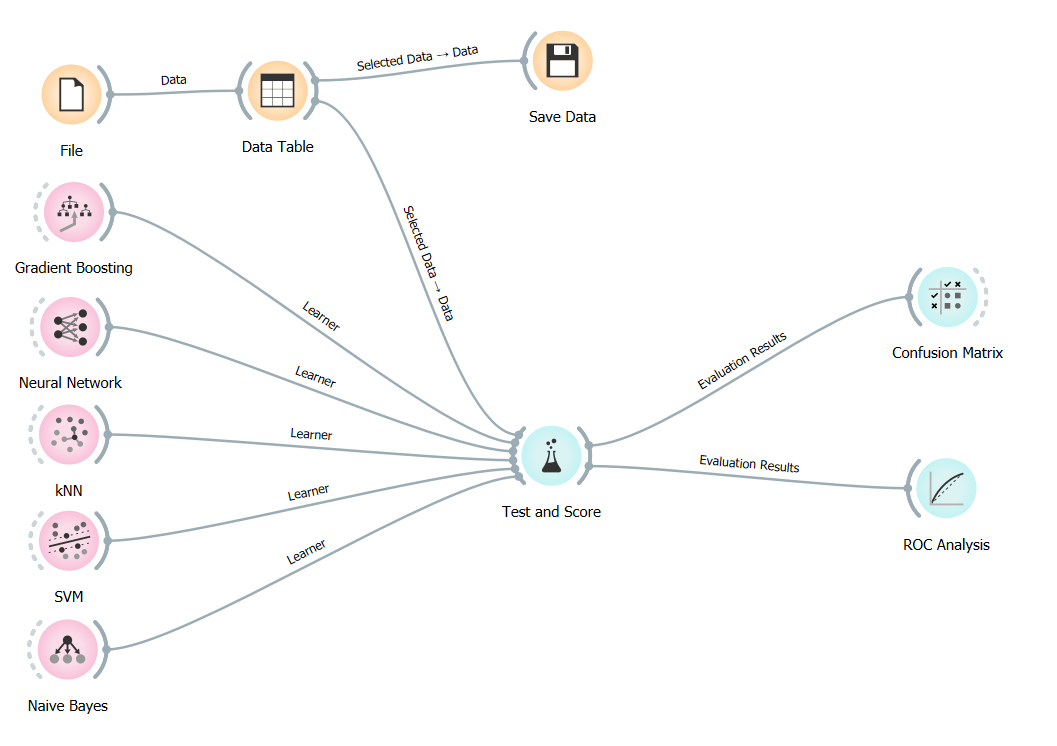 Selected Data → Data
Data
Save Data
Data Table
File
Selected Data → Data
Gradient Boosting
Learner
Evaluation Results
Confusion Matrix
Learner
Neural Network
Learner
Evaluation Results
kNN
Learner
Test and Score
Learner
ROC Analysis
SVM
Naive Bayes